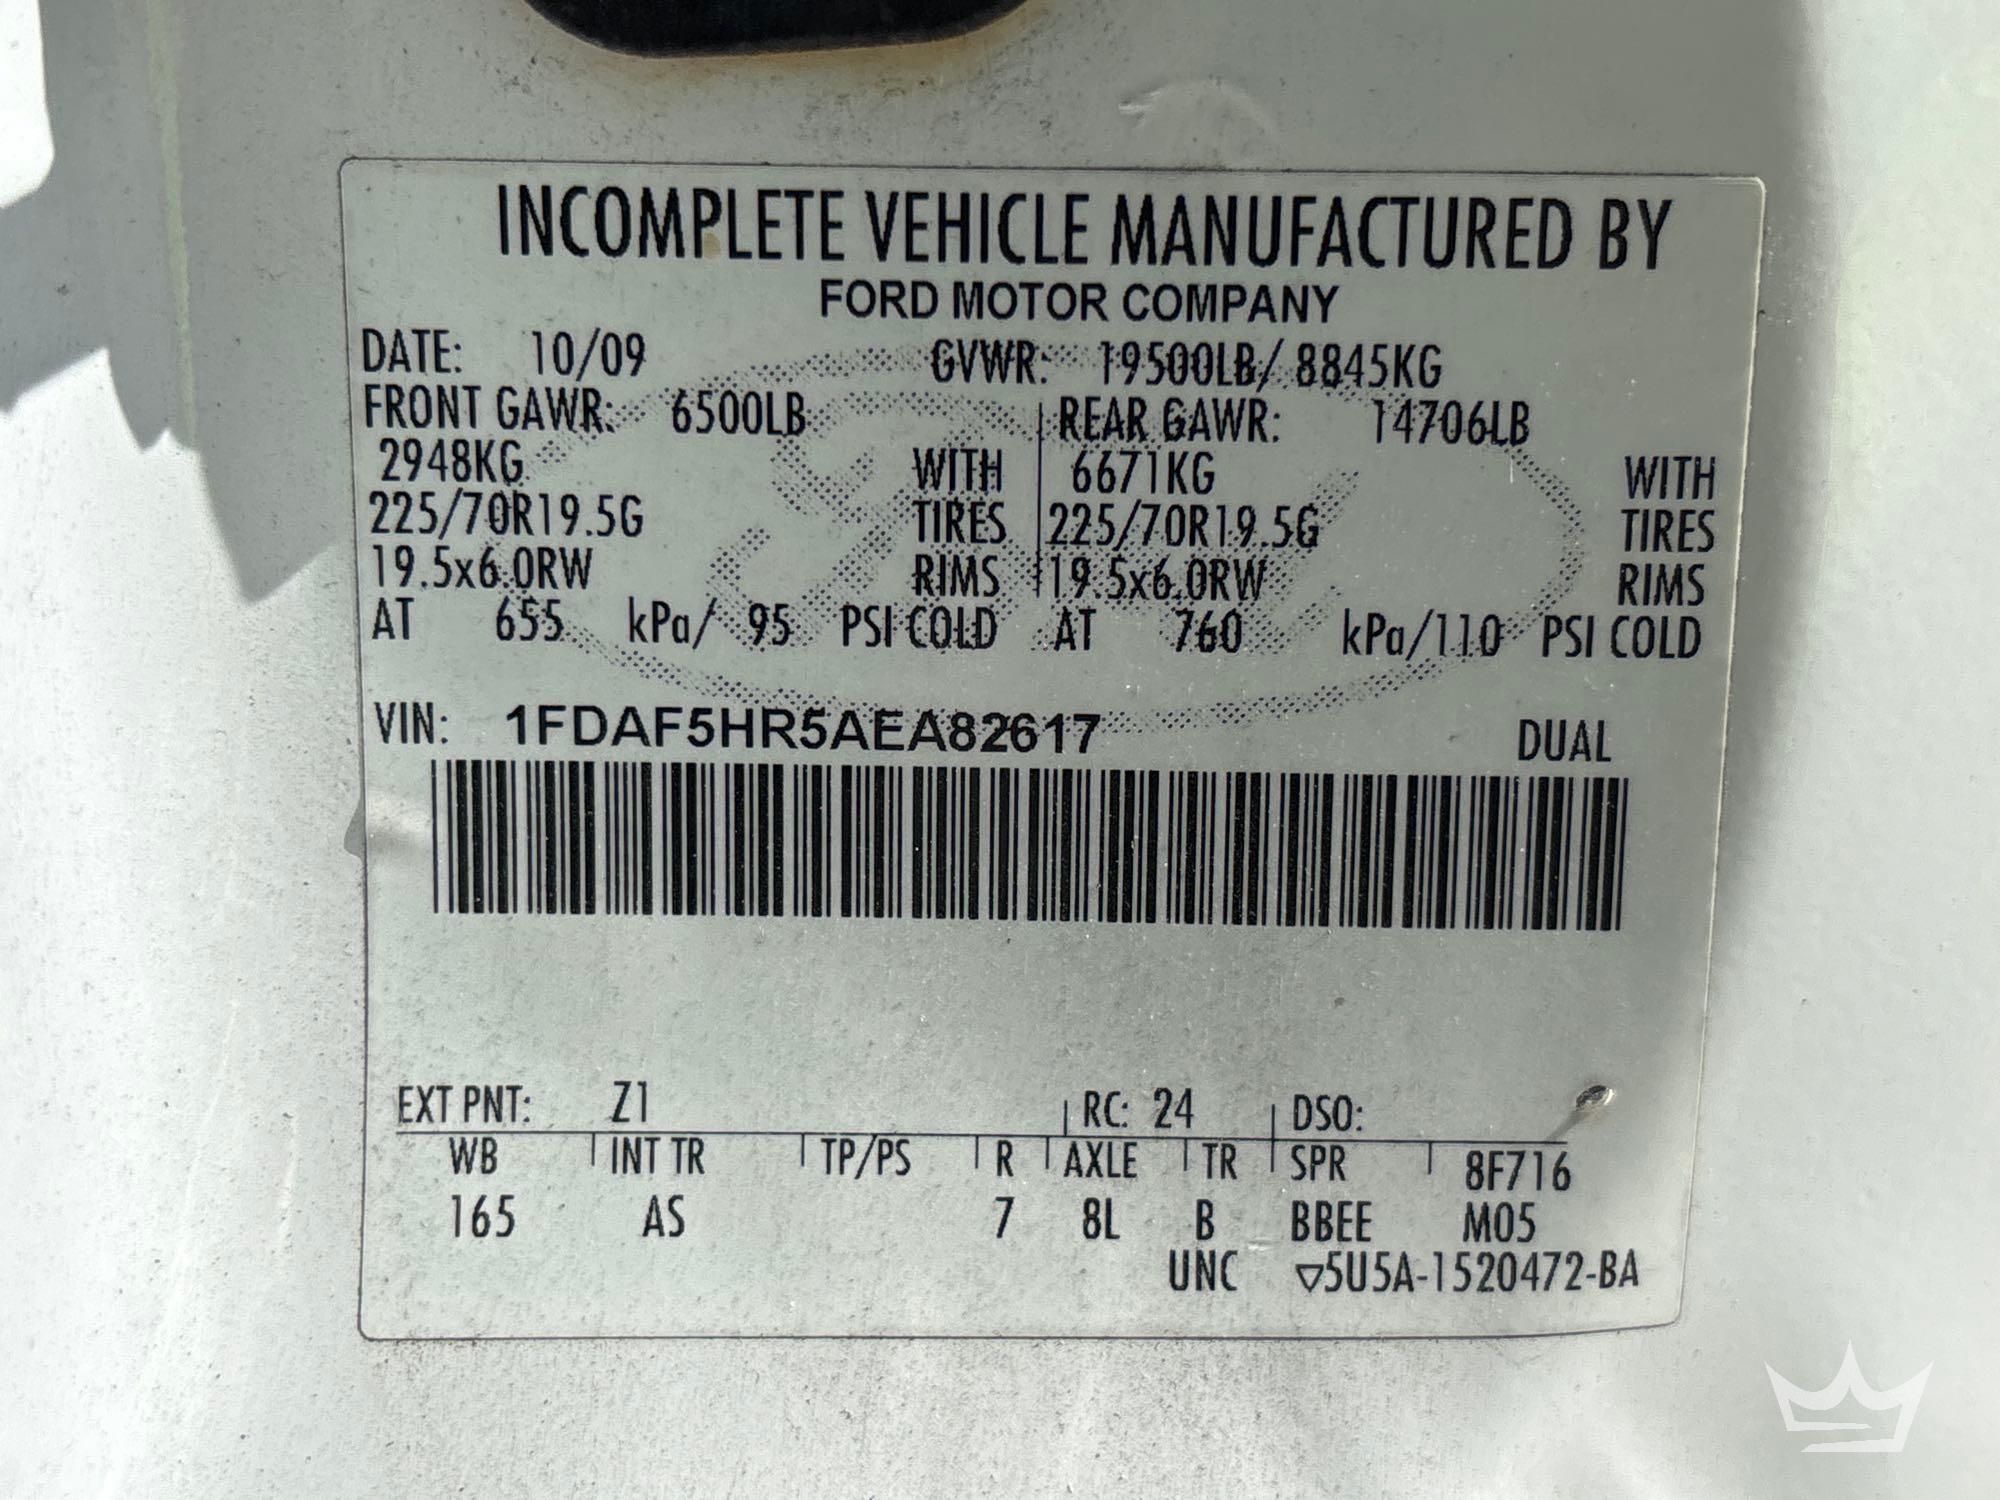 INCOMPLETE VEHICLE MANUFACTURED BY
FORD MOTOR COMPANY
DATE: 10/09 GVWR: 19500LB/ 8845KG
FRONT GAWR: 6500LB REAR GAWR: 14706LB
2948KG WITH 6671KG WITH
225/70R19.5G TIRES 225/70R19.5G TIRES
19.5x6.0RW RIMS 19.5x6.0RW RIMS
AT 655 kPa/ 95 PSI COLD AT 760 kPa/110 PSI COLD
VIN: 1FDAF5HR5AEA82617 DUAL
EXT PNT: Z1 RC: 24 DSO:
WB INT TR TP/PS R AXLE TR SPR 8F716
165 AS 7 8L B BBEE M05
UNC ▽5U5A-1520472-BA